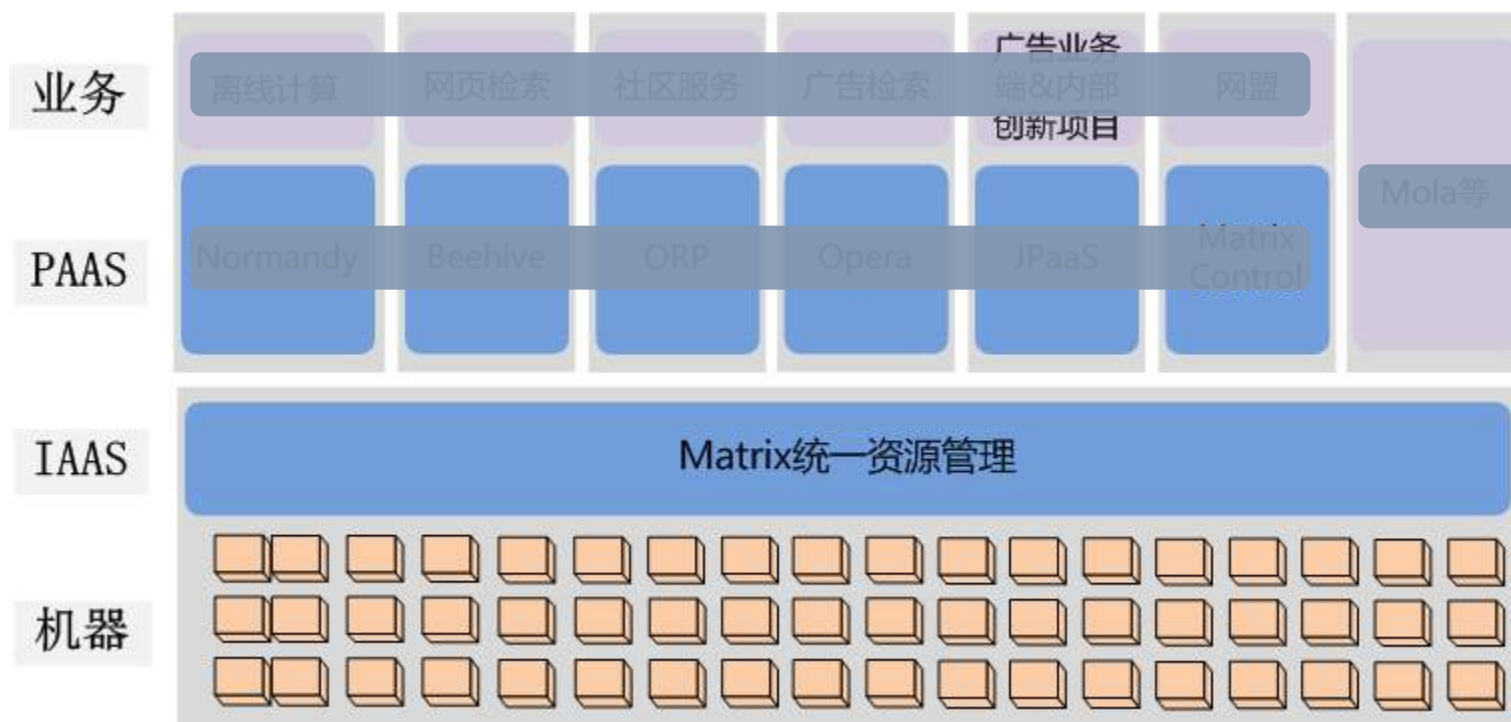 业务
离线计算
网页检索
社区服务
广告检索
广告业务
端&内部
创新项目
网盟
Mola等
PAAS
Normandy
Beehive
ORP
Opera
JPaaS
Matrix
Control
IAAS
Matrix统一资源管理
机器